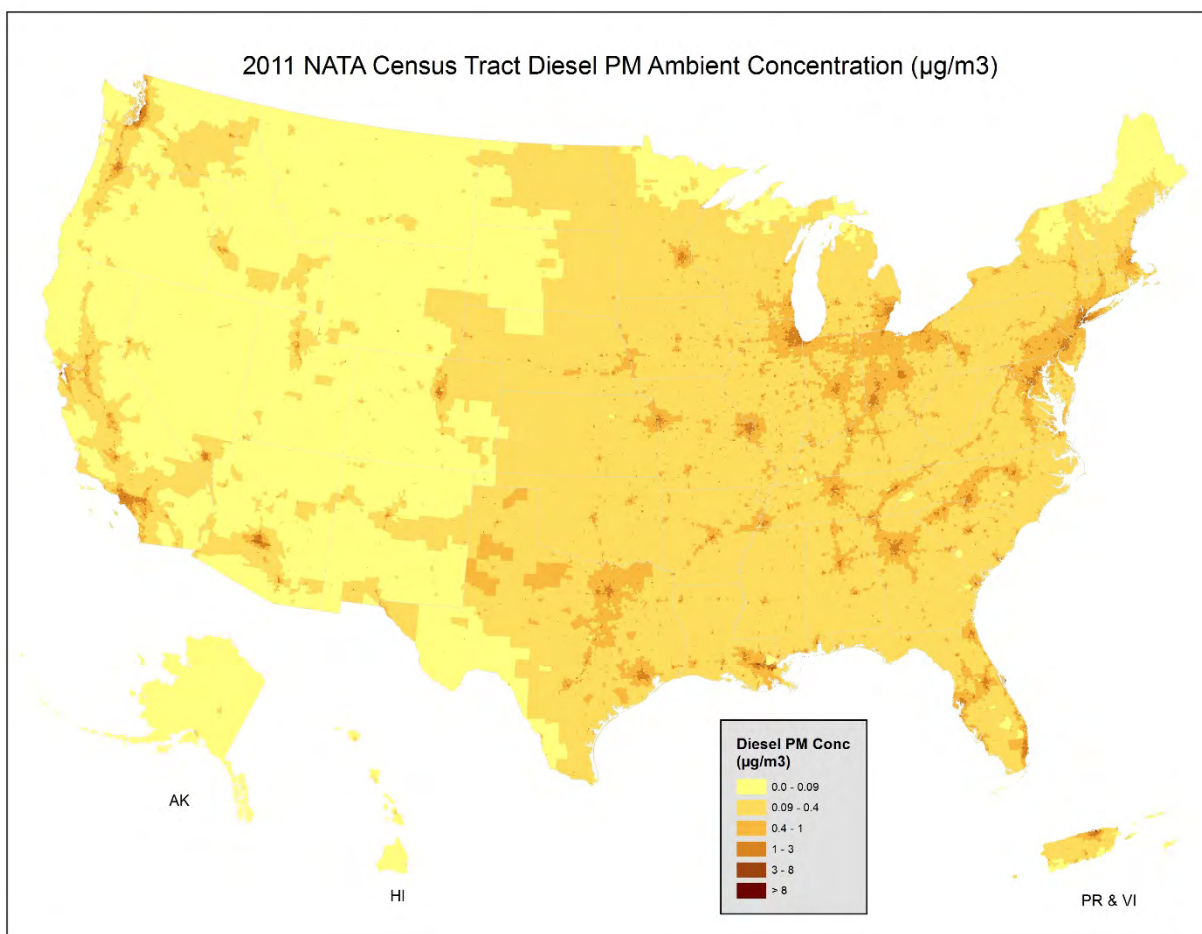 2011 NATA Census Tract Diesel PM Ambient Concentration (µg/m3)
AK
HI
Diesel PM Conc
(µg/m3)
0.0 - 0.09
0.09 - 0.4
0.4 - 1
1 - 3
3 - 8
> 8
PR & VI